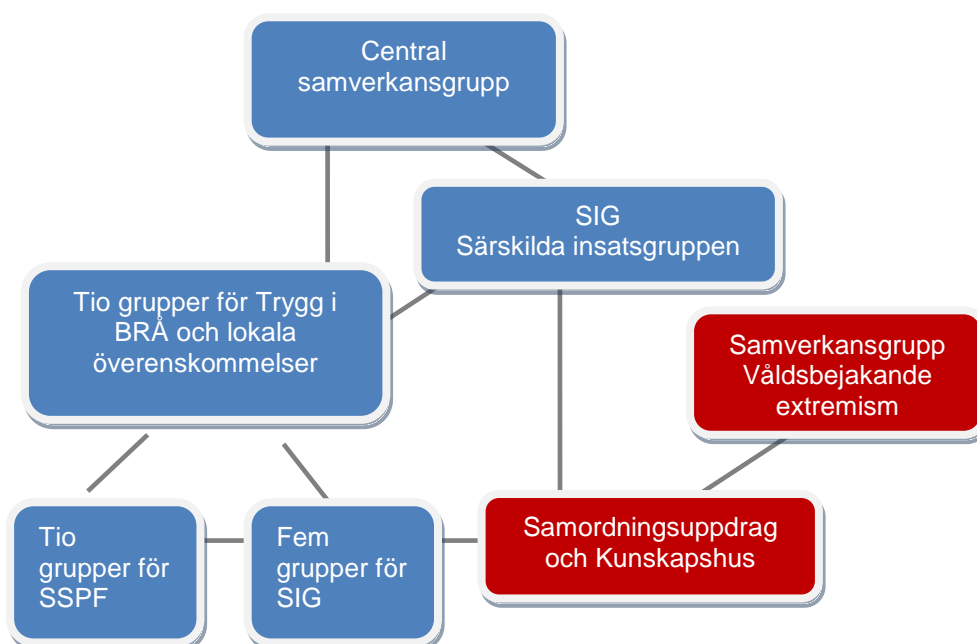 Central
samverkansgrupp
SIG
Särskilda insatsgruppen
Tio grupper för Trygg i
BRÅ och lokala
överenskommelser
Samverkansgrupp
Våldsbejakande
extremism
Tio
grupper för
SSPF
Fem
grupper för
SIG
Samordningsuppdrag
och Kunskapshus